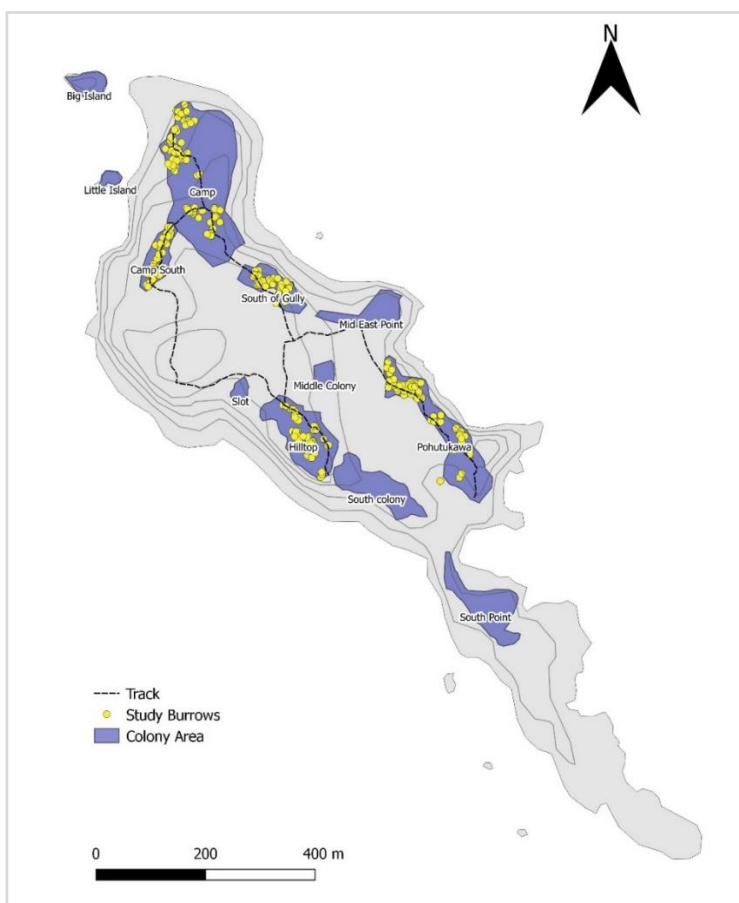 N
Big Island
Little Island
Camp
Camp South
South of Gully
Mid East Point
Middle Colony
Slot
Hilltop
Pohutukawa
South colony
South Point
Track
Study Burrows
Colony Area
0 200 400 m